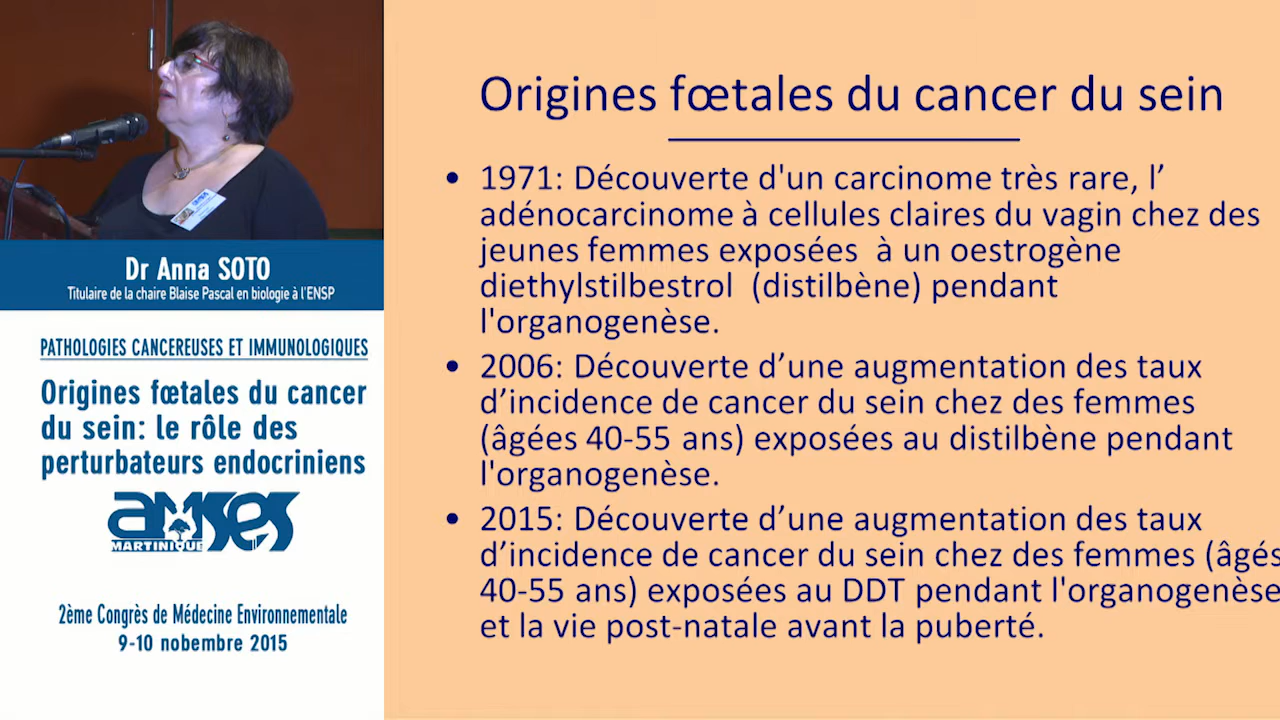 Dr Anna SOTO
Titulaire de la chaire Blaise Pascal en biologie à l'ENSP
PATHOLOGIES CANCEREUSES ET IMMUNOLOGIQUES
Origines fœtales du cancer
du sein: le rôle des
perturbateurs endocriniens
amses
MARTINIQUE
2ème Congrès de Médecine Environnementale
9-10 nobembre 2015
Origines fœtales du cancer du sein
• 1971: Découverte d'un carcinome très rare, l’
adénocarcinome à cellules claires du vagin chez des
jeunes femmes exposées  à un oestrogène
diethylstilbestrol  (distilbène) pendant
l'organogenèse.
• 2006: Découverte d’une augmentation des taux
d’incidence de cancer du sein chez des femmes
(âgées 40-55 ans) exposées au distilbène pendant
l'organogenèse.
• 2015: Découverte d’une augmentation des taux
d’incidence de cancer du sein chez des femmes (âgés
40-55 ans) exposées au DDT pendant l'organogenèse
et la vie post-natale avant la puberté.